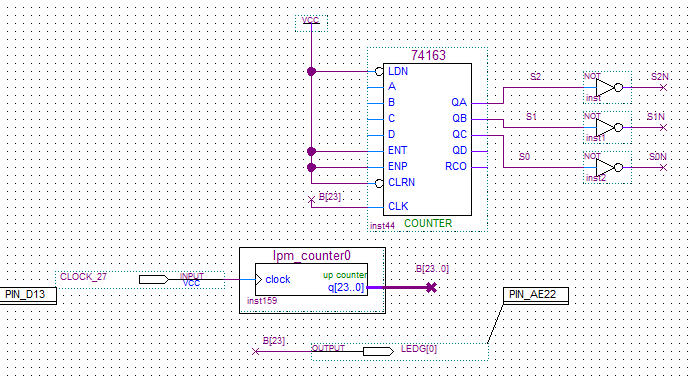 VCC
74163
LDN
A
B
C
D
ENT
ENP
CLRN
CLK
QA
QB
QC
QD
RCO
inst44
COUNTER
B[23]
S2
NOT
inst
S2N
S1
NOT
inst1
S1N
S0
NOT
inst2
S0N
lpm_counter0
up counter
clock
q[23..0]
inst159
B[23..0]
CLOCK_27
INPUT
VCC
PIN_D13
PIN_AE22
B[23]
OUTPUT
LEDG[0]